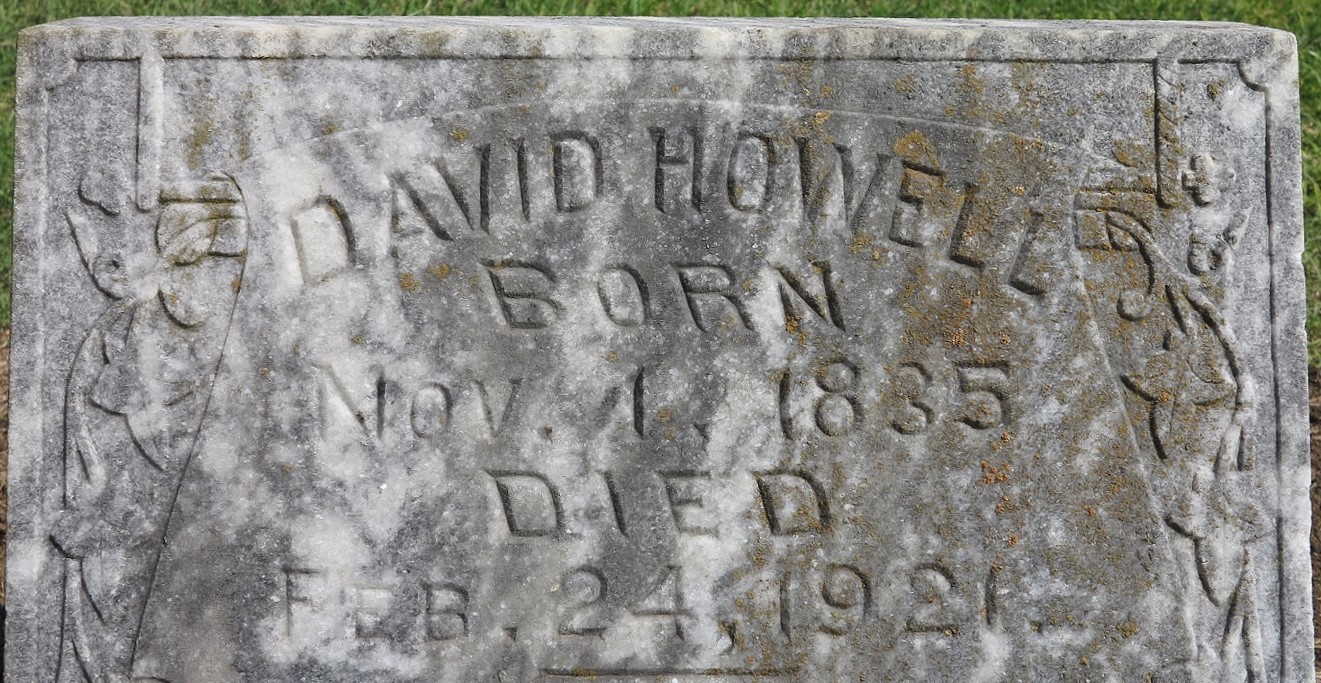 DAVID HOWELL
BORN
NOV. 1, 1835
DIED
FEB. 24, 1921.